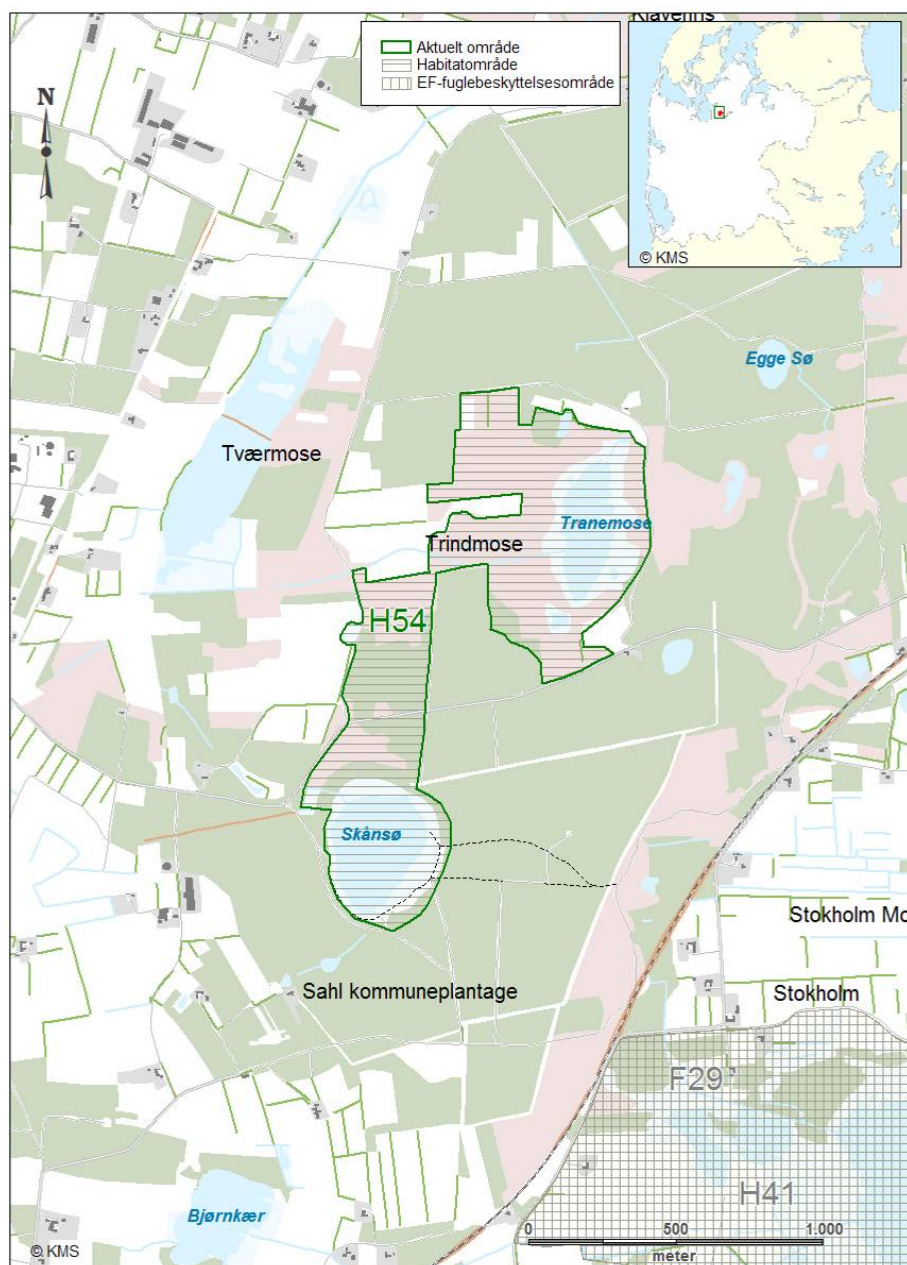 Aktuelt område
Habitatområde
EF-fuglebeskyttelsesområde
© KMS
N
Egge Sø
Tværmose
Tranemose
Trindmose
H54
Skånsø
Stokholm Mo
Sahl kommuneplantage
Stokholm
F29
H41
Bjørnkær
0 500 1.000
meter
© KMS